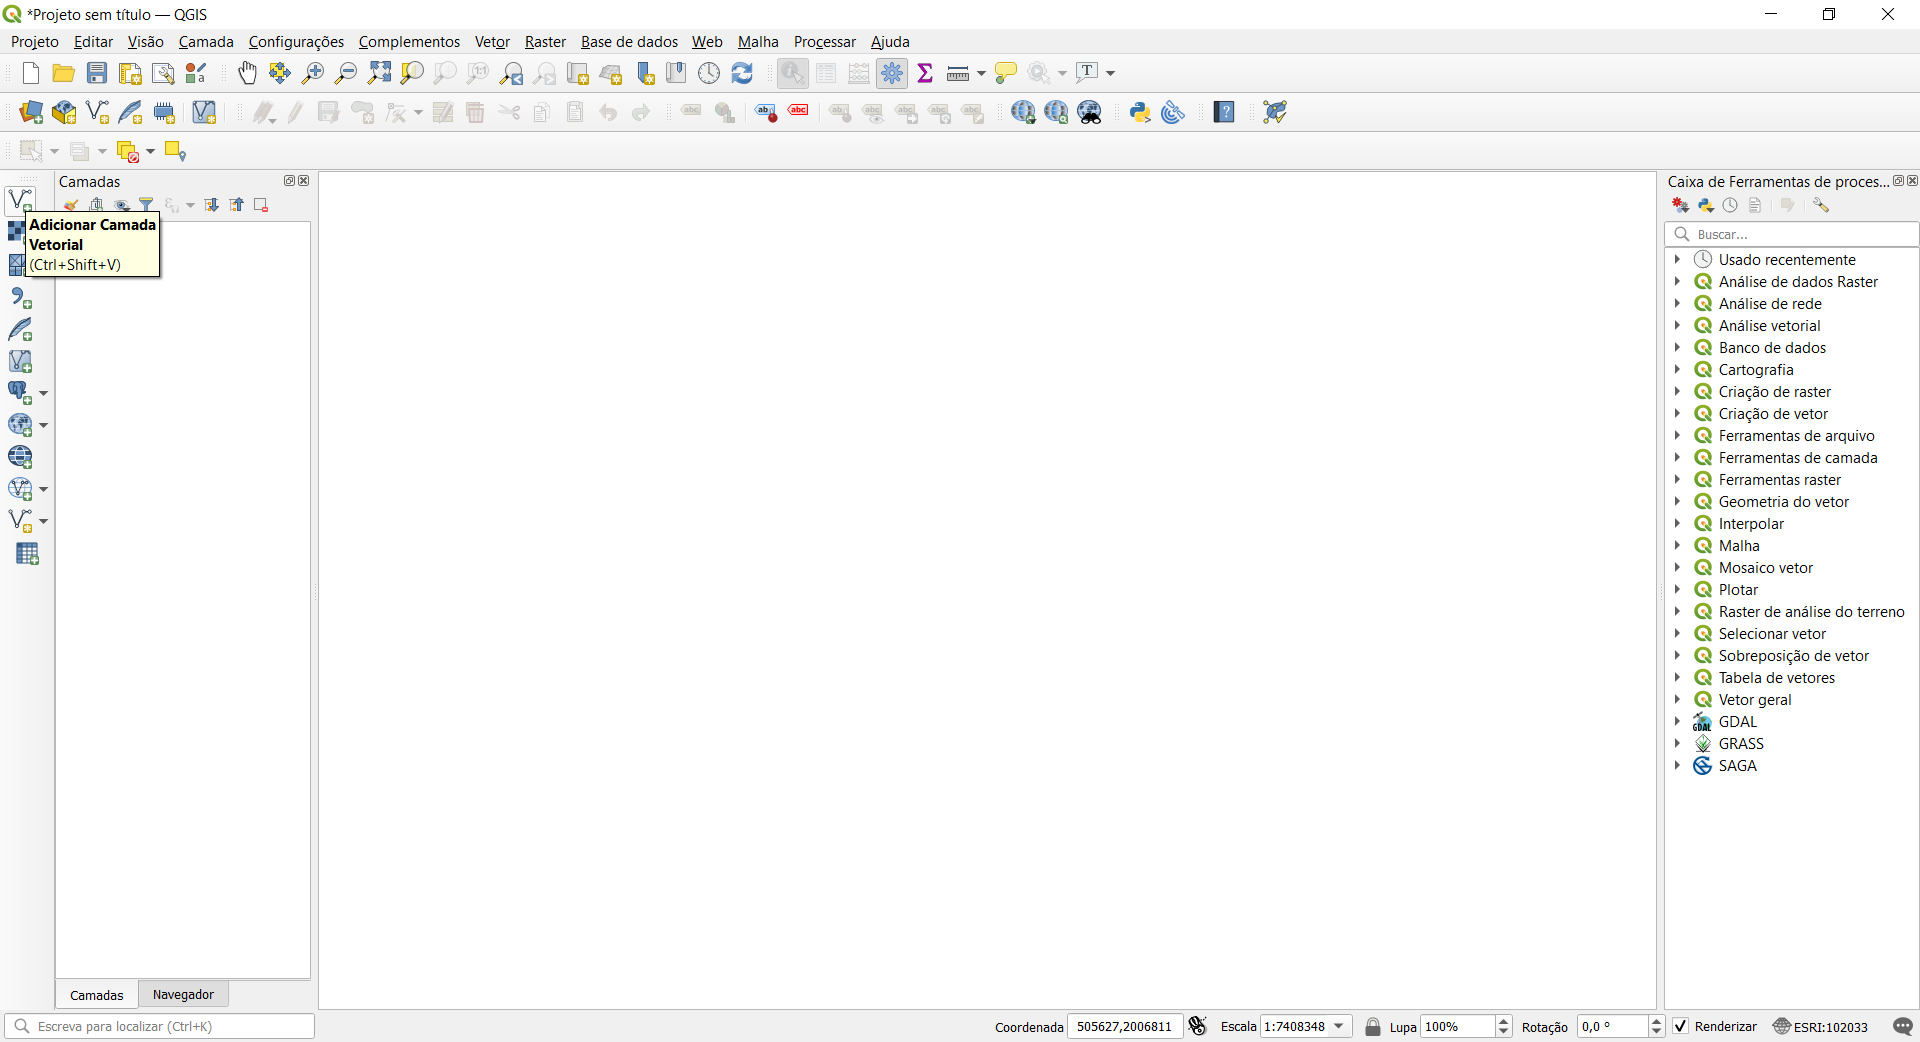 *Projeto sem título — QGIS
Projeto Editar Visão Camada Configurações Complementos Vetor Raster Base de dados Web Malha Processar Ajuda
Camadas
Adicionar Camada
Vetorial
(Ctrl+Shift+V)
Camadas Navegador
Caixa de Ferramentas de proces...
Buscar...
Usado recentemente
Análise de dados Raster
Análise de rede
Análise vetorial
Banco de dados
Cartografia
Criação de raster
Criação de vetor
Ferramentas de arquivo
Ferramentas de camada
Ferramentas raster
Geometria do vetor
Interpolar
Malha
Mosaico vetor
Plotar
Raster de análise do terreno
Selecionar vetor
Sobreposição de vetor
Tabela de vetores
Vetor geral
GDAL
GRASS
SAGA
Escreva para localizar (Ctrl+K)
Coordenada 505627,2006811 Escala 1:7408348 Lupa 100% Rotação 0,0 ° Renderizar ESRI:102033